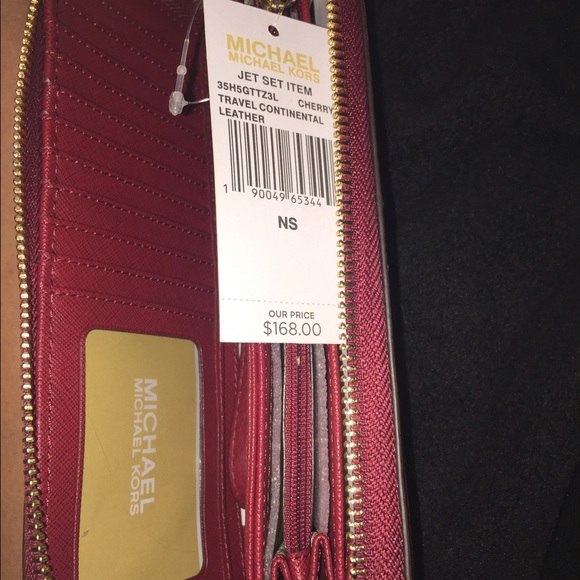 MICHAEL
MICHAEL KORS
JET SET ITEM
35H5GTTZ3L CHERRY
TRAVEL CONTINENTAL
LEATHER
1 90049 65344
NS
OUR PRICE
$168.00
MICHAEL
MICHAEL KORS